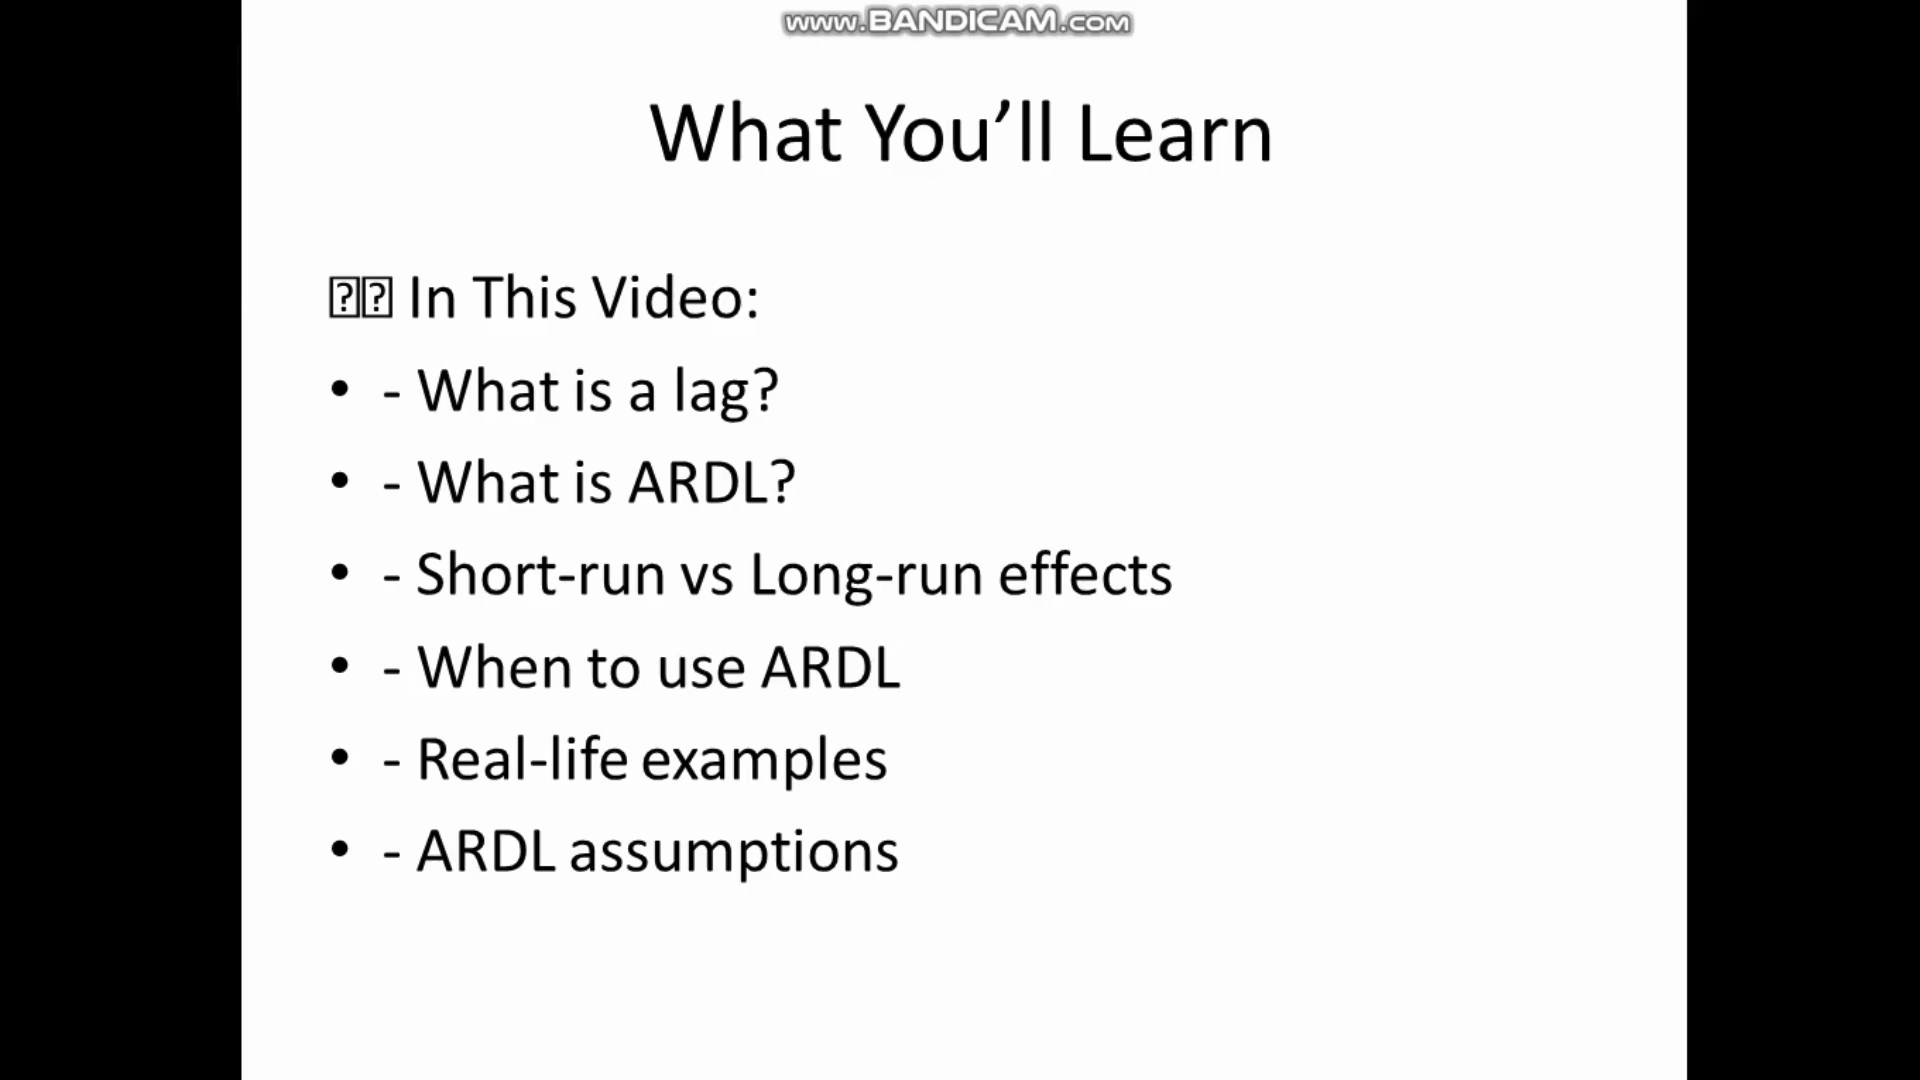 www.BANDICAM.com
What You’ll Learn
In This Video:
• - What is a lag?
• - What is ARDL?
• - Short-run vs Long-run effects
• - When to use ARDL
• - Real-life examples
• - ARDL assumptions